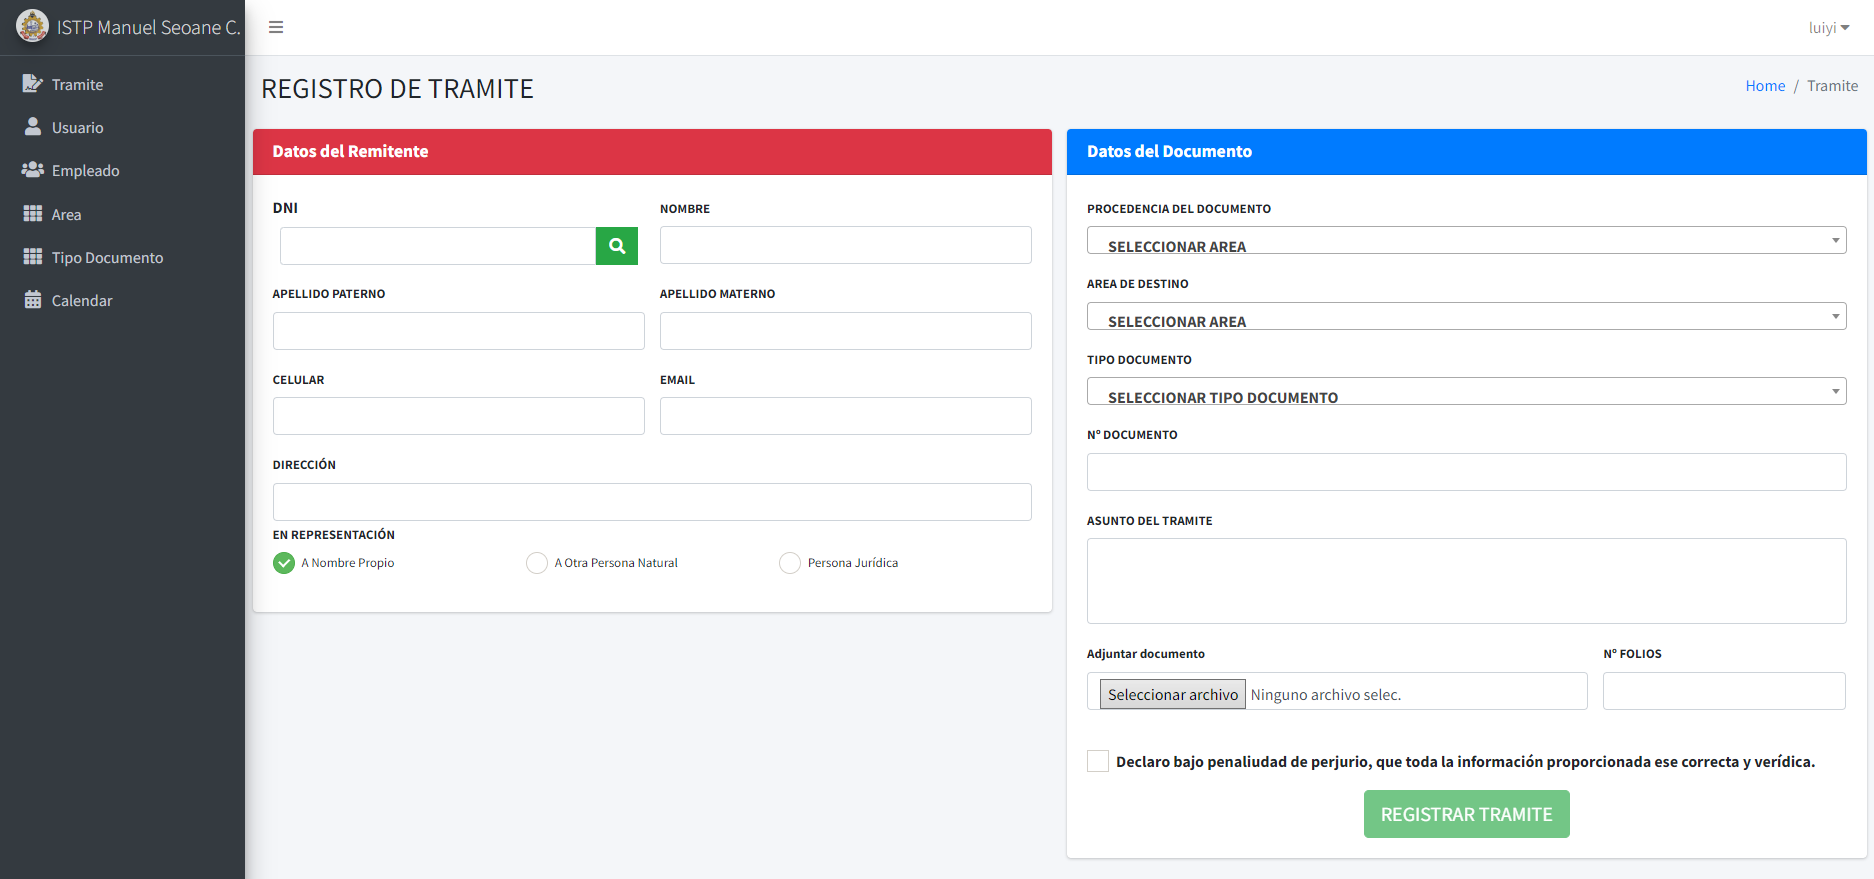 ISTP Manuel Seoane C.
luiyi
Tramite
Usuario
Empleado
Area
Tipo Documento
Calendar
REGISTRO DE TRAMITE
Home / Tramite
Datos del Remitente
DNI
NOMBRE
APELLIDO PATERNO
APELLIDO MATERNO
CELULAR
EMAIL
DIRECCIÓN
EN REPRESENTACIÓN
A Nombre Propio
A Otra Persona Natural
Persona Jurídica
Datos del Documento
PROCEDENCIA DEL DOCUMENTO
SELECCIONAR AREA
AREA DE DESTINO
SELECCIONAR AREA
TIPO DOCUMENTO
SELECCIONAR TIPO DOCUMENTO
Nº DOCUMENTO
ASUNTO DEL TRAMITE
Adjuntar documento
Nº FOLIOS
Seleccionar archivo Ninguno archivo selec.
Declaro bajo penaliudad de perjurio, que toda la información proporcionada ese correcta y verídica.
REGISTRAR TRAMITE